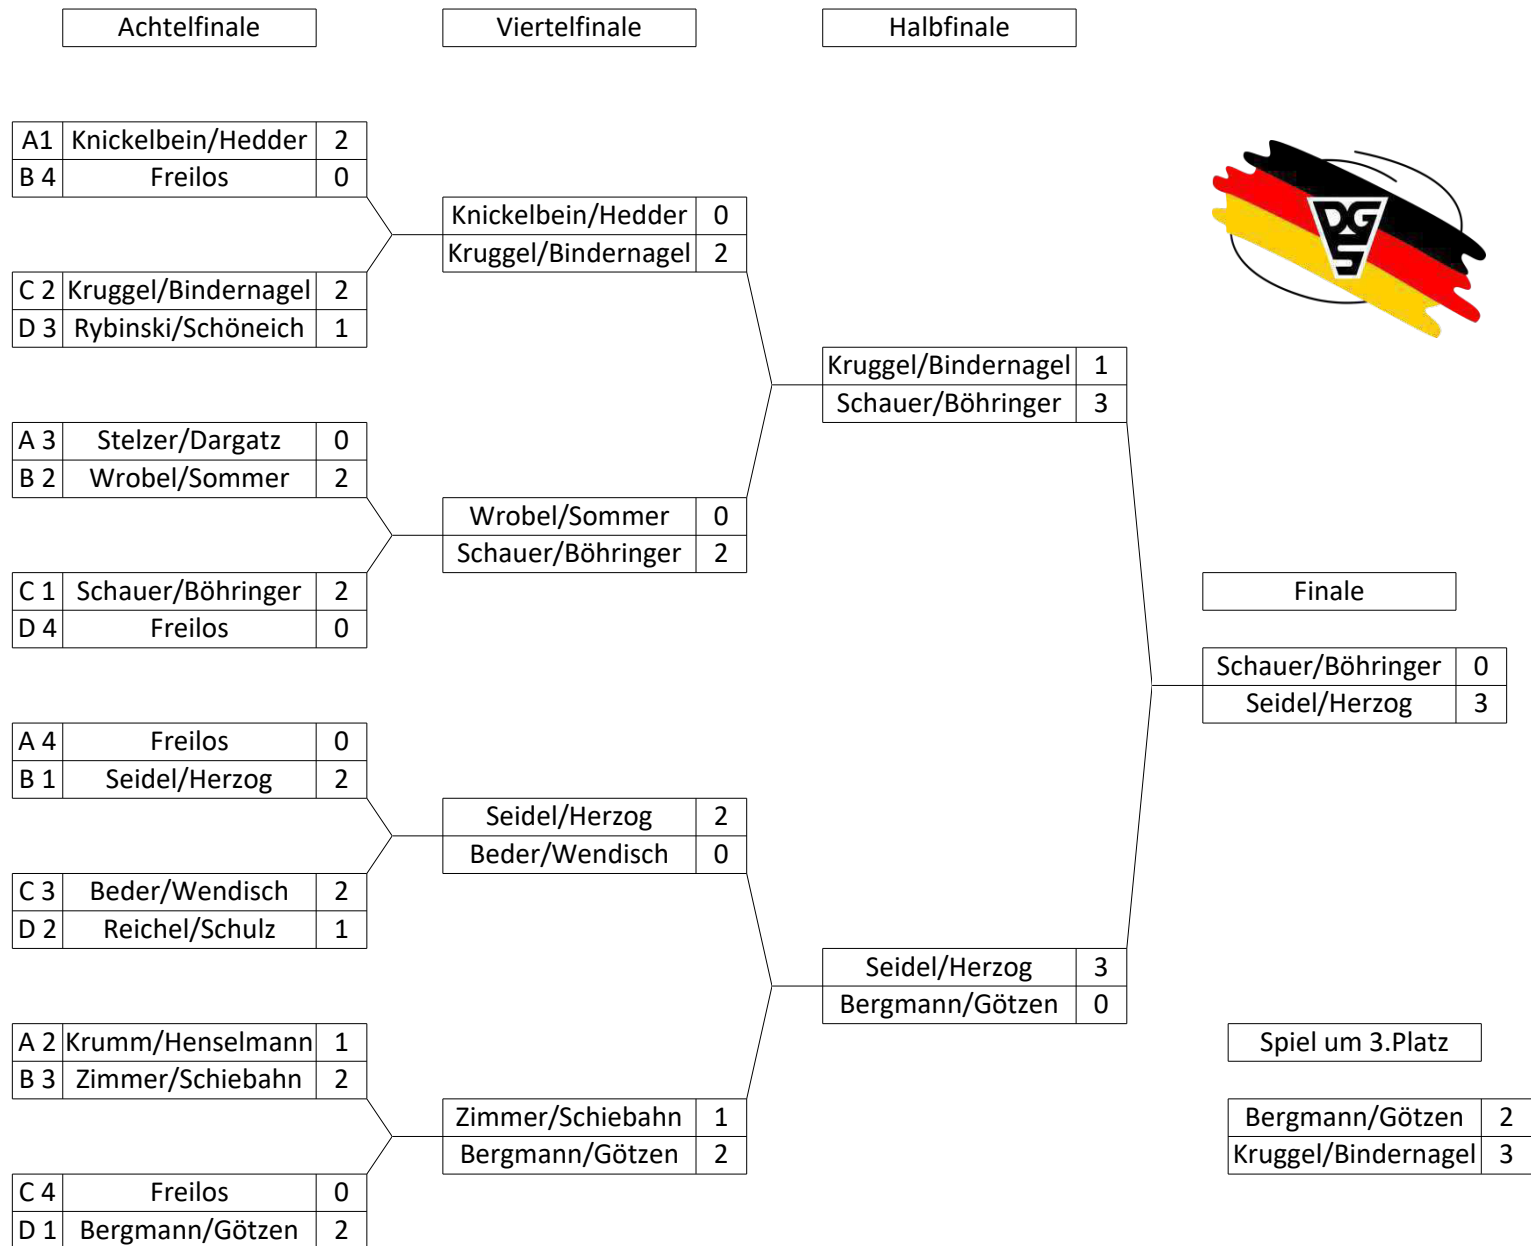 Achtelfinale Viertelfinale Halbfinale
A1 Knickelbein/Hedder 2
B 4 Freilos 0
Knickelbein/Hedder 0
Kruggel/Bindernagel 2
DGS
C 2 Kruggel/Bindernagel 2
D 3 Rybinski/Schöneich 1
Kruggel/Bindernagel 1
Schauer/Böhringer 3
A 3 Stelzer/Dargatz 0
B 2 Wrobel/Sommer 2
Wrobel/Sommer 0
Schauer/Böhringer 2
C 1 Schauer/Böhringer 2
D 4 Freilos 0
Finale
Schauer/Böhringer 0
Seidel/Herzog 3
A 4 Freilos 0
B 1 Seidel/Herzog 2
Seidel/Herzog 2
Beder/Wendisch 0
C 3 Beder/Wendisch 2
D 2 Reichel/Schulz 1
Seidel/Herzog 3
Bergmann/Götzen 0
A 2 Krumm/Henselmann 1
B 3 Zimmer/Schiebahn 2
Spiel um 3.Platz
Zimmer/Schiebahn 1
Bergmann/Götzen 2
Bergmann/Götzen 2
Kruggel/Bindernagel 3
C 4 Freilos 0
D 1 Bergmann/Götzen 2